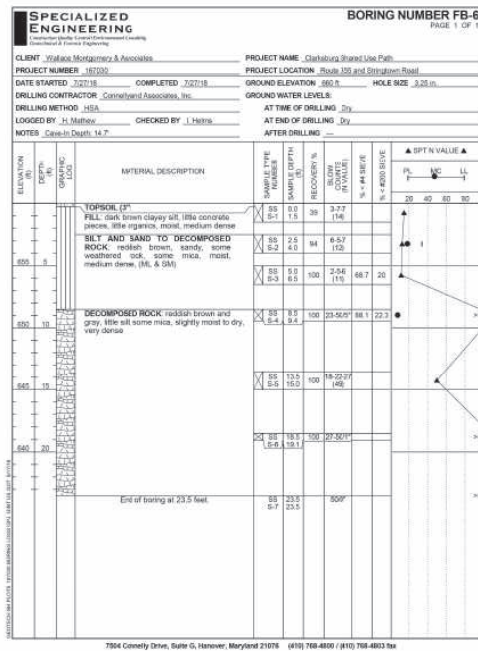 SPECIALIZED
ENGINEERING
BORING NUMBER FB-6
PAGE 1 OF 1
CLIENT Wallace Montgomery & Associates
PROJECT NAME Clarksburg Shared Use Path
PROJECT NUMBER 167030
PROJECT LOCATION Route 355 and Stringtown Road
DATE STARTED 7/27/18 COMPLETED 7/27/18
GROUND ELEVATION 660 ft HOLE SIZE 3.25 in.
DRILLING CONTRACTOR Connellyand Associates, Inc.
GROUND WATER LEVELS:
DRILLING METHOD HSA
AT TIME OF DRILLING Dry
LOGGED BY H. Mathew CHECKED BY I. Helms
AT END OF DRILLING Dry
NOTES Cave-in Depth: 14.7'
AFTER DRILLING ---
ELEVATION (ft)
DEPTH (ft)
GRAPHIC LOG
MATERIAL DESCRIPTION
SAMPLE TYPE NUMBER
SAMPLE DEPTH (ft)
RECOVERY %
BLOW COUNTS (N VALUE)
% < #4 SIEVE
% < #200 SIEVE
▲ SPT N VALUE ▲
PL MC LL
20 40 60 80
TOPSOIL (3"
FILL: dark brown clayey silt, little concrete
pieces, little organics, moist, medium dense
SS S-1 0.0 1.5 39 3-7-7 (14)
SILT AND SAND TO DECOMPOSED
ROCK: reddish brown, sandy, some
weathered rock, some mica, moist,
medium dense, (ML & SM)
SS S-2 2.5 4.0 94 6-5-7 (12)
655 5
SS S-3 5.0 6.5 100 2-5-6 (11) 68.7 20
DECOMPOSED ROCK: reddish brown and
gray, little silt some mica, slightly moist to dry,
very dense
SS S-4 8.5 9.4 100 23-50/5" 88.1 22.3
650 10
SS S-5 13.5 15.0 100 18-22-27 (49)
645 15
SS S-6 18.5 19.1 100 27-50/1"
640 20
End of boring at 23.5 feet.
SS S-7 23.5 23.5 50/0"
7504 Connelly Drive, Suite G, Hanover, Maryland 21076 (410) 768-4800 / (410) 768-4803 fax